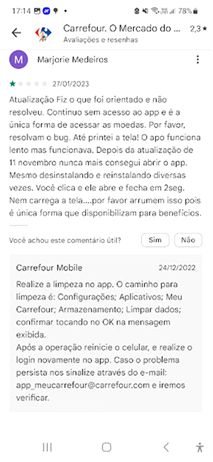 17:14
78%
Carrefour. O Mercado do ...
2,3★
Avaliações e resenhas
M
Marjorie Medeiros
27/01/2023
Atualização Fiz o que foi orientado e não
resolveu. Continuo sem acesso ao app e é a
única forma de acessar as moedas. Por favor,
resolvam o bug. Até printei a tela! O apo funciona
lento mas funcionava. Depois da atualização de
11 novembro nunca mais consegui abrir o app.
Mesmo desinstalando e reinstalando diversas
vezes. Você clica e ele abre e fecha em 2seg.
Nem carrega a tela....por favor arrumem isso pois
é única forma que disponibilizam para benefícios.
Você achou este comentário útil?
Sim
Não
Carrefour Mobile
24/12/2022
Realize a limpeza no app. O caminho para
limpeza é: Configurações; Aplicativos; Meu
Carrefour; Armazenamento; Limpar dados;
confirmar tocando no OK na mensagem
exibida.
Após a operação reinicie o celular, e realize o
login novamente no app. Caso o problema
persista nos sinalize através do e-mail:
app_meucarrefour@carrefour.com e iremos
verificar.